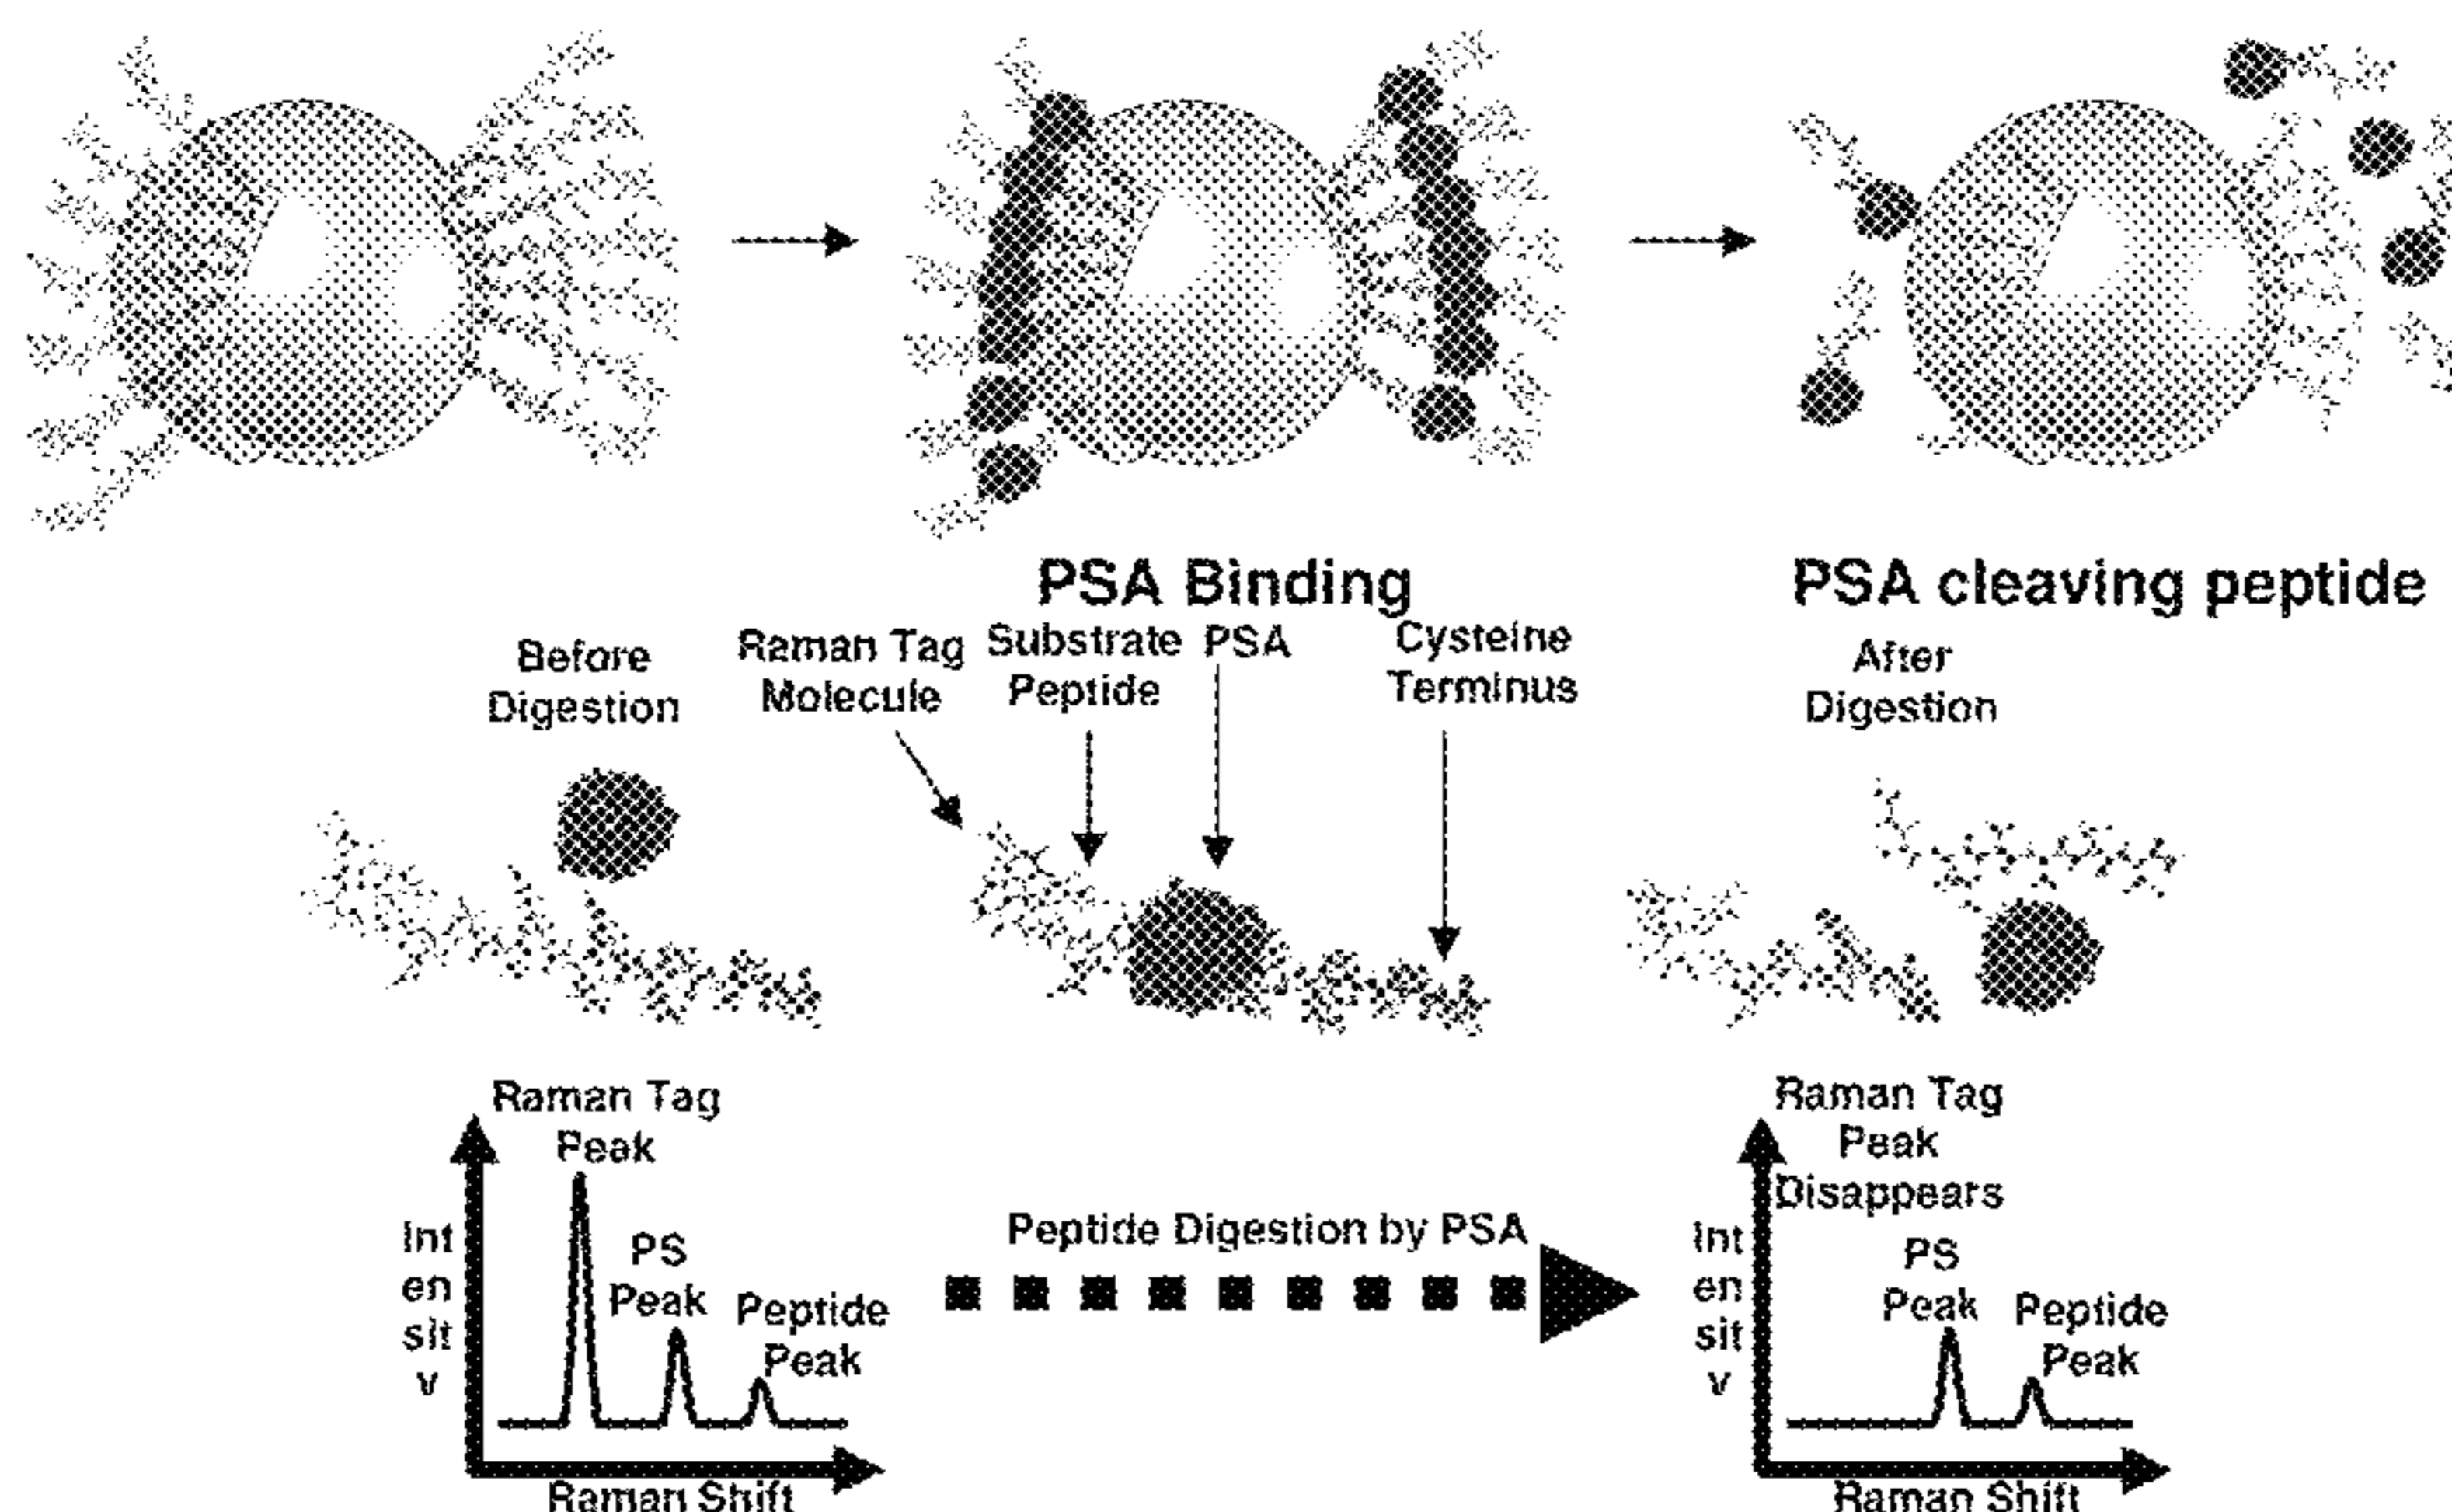 PSA Binding
PSA cleaving peptide
Before
Digestion
Raman Tag
Molecule
Substrate
Peptide
PSA
Cysteine
Terminus
After
Digestion
Raman Tag
Peak
PS
Peak
Peptide
Peak
Int
en
sit
v
Raman Shift
Peptide Digestion by PSA
Raman Tag
Peak
Disappears
PS
Peak
Peptide
Peak
Int
en
sit
v
Raman Shift